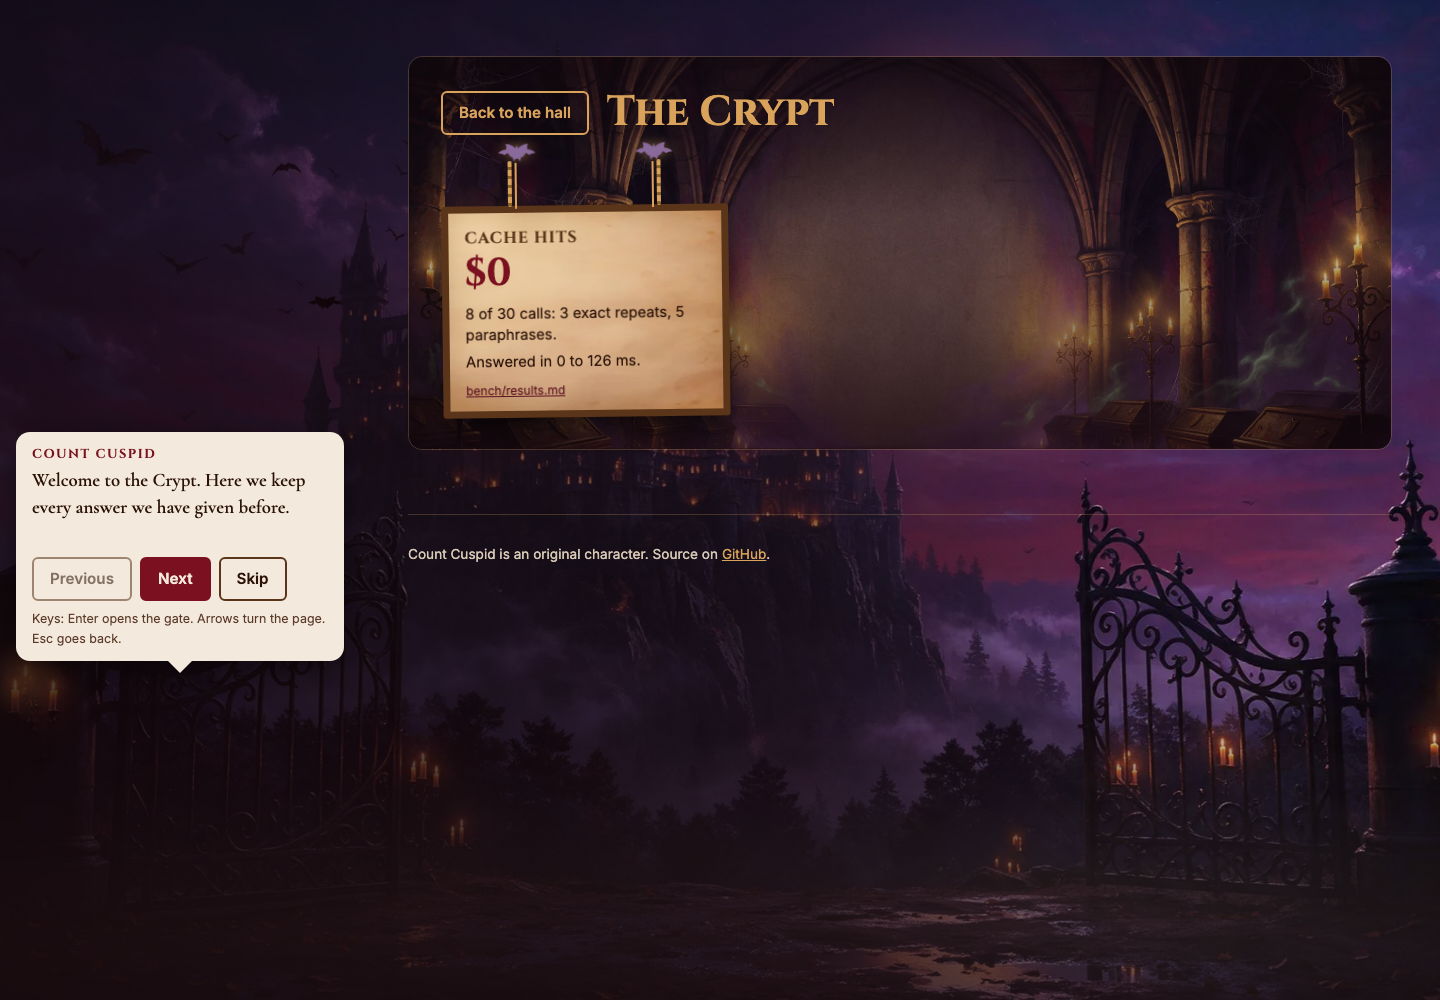 Back to the hall
The Crypt
CACHE HITS
$0
8 of 30 calls: 3 exact repeats, 5
paraphrases.
Answered in 0 to 126 ms.
bench/results.md
COUNT CUSPID
Welcome to the Crypt. Here we keep
every answer we have given before.
Previous
Next
Skip
Keys: Enter opens the gate. Arrows turn the page.
Esc goes back.
Count Cuspid is an original character. Source on GitHub.